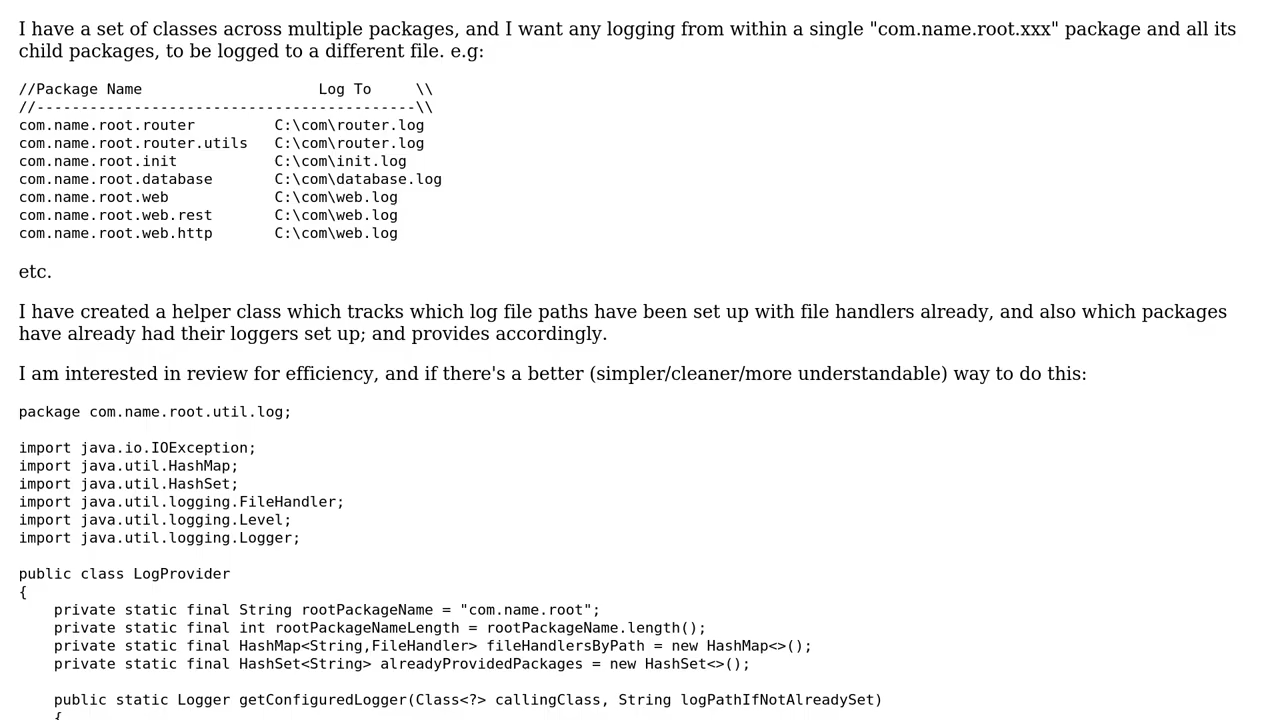 I have a set of classes across multiple packages, and I want any logging from within a single "com.name.root.xxx" package and all its
child packages, to be logged to a different file. e.g:
//Package Name                    Log To     \\
//-------------------------------------------\\
com.name.root.router         C:\com\router.log
com.name.root.router.utils   C:\com\router.log
com.name.root.init           C:\com\init.log
com.name.root.database       C:\com\database.log
com.name.root.web            C:\com\web.log
com.name.root.web.rest       C:\com\web.log
com.name.root.web.http       C:\com\web.log
etc.
I have created a helper class which tracks which log file paths have been set up with file handlers already, and also which packages
have already had their loggers set up; and provides accordingly.
I am interested in review for efficiency, and if there's a better (simpler/cleaner/more understandable) way to do this:
package com.name.root.util.log;
import java.io.IOException;
import java.util.HashMap;
import java.util.HashSet;
import java.util.logging.FileHandler;
import java.util.logging.Level;
import java.util.logging.Logger;
public class LogProvider
{
    private static final String rootPackageName = "com.name.root";
    private static final int rootPackageNameLength = rootPackageName.length();
    private static final HashMap<String,FileHandler> fileHandlersByPath = new HashMap<>();
    private static final HashSet<String> alreadyProvidedPackages = new HashSet<>();
    public static Logger getConfiguredLogger(Class<?> callingClass, String logPathIfNotAlreadySet)
    {